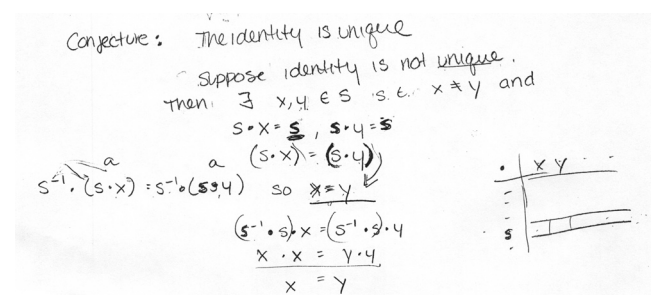 Conjecture: The identity is unique
Suppose identity is not unique.
Then ∃ x,y ∈ S s.t. x ≠ y and
s•x = s, s•y = s
(s•x) = (s•y)
a a
s⁻¹•(s•x) = s⁻¹•(s•y) so x = y
(s⁻¹•s)•x = (s⁻¹•s)•y
x•x = y•y
x = y
• x y
s